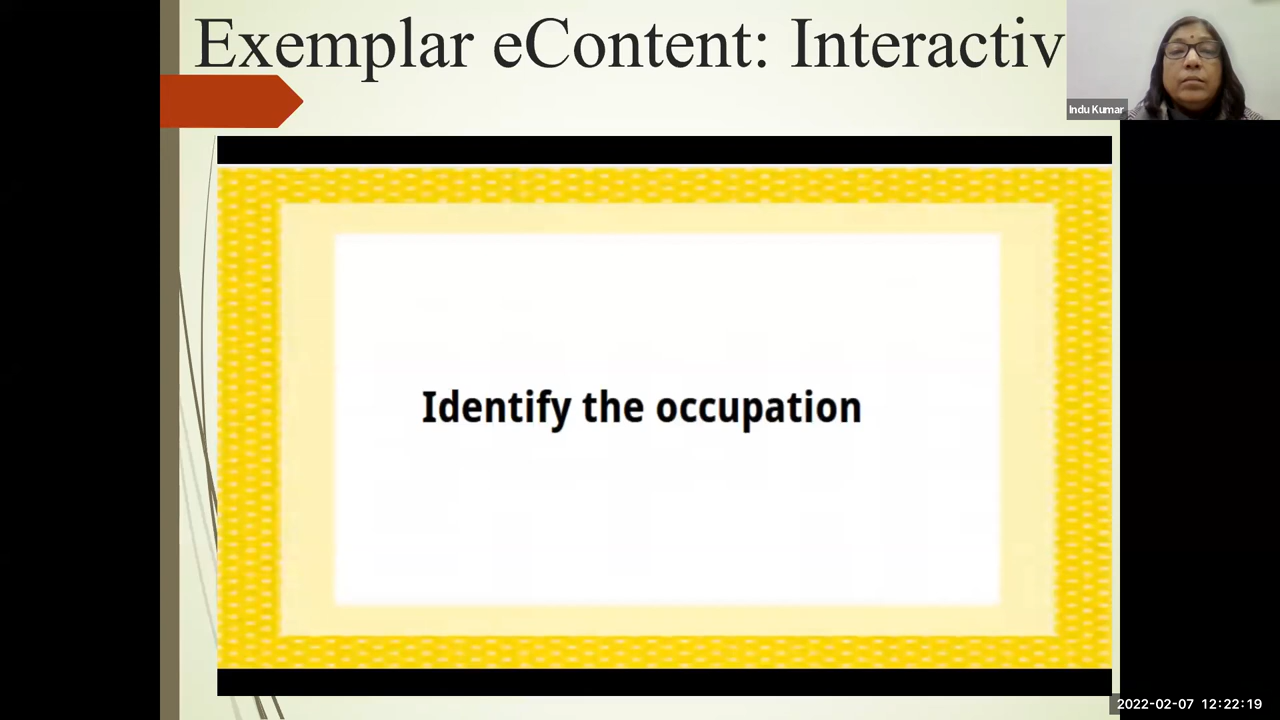 Exemplar eContent: Interactiv
Indu Kumar
Identify the occupation
2022-02-07 12:22:19